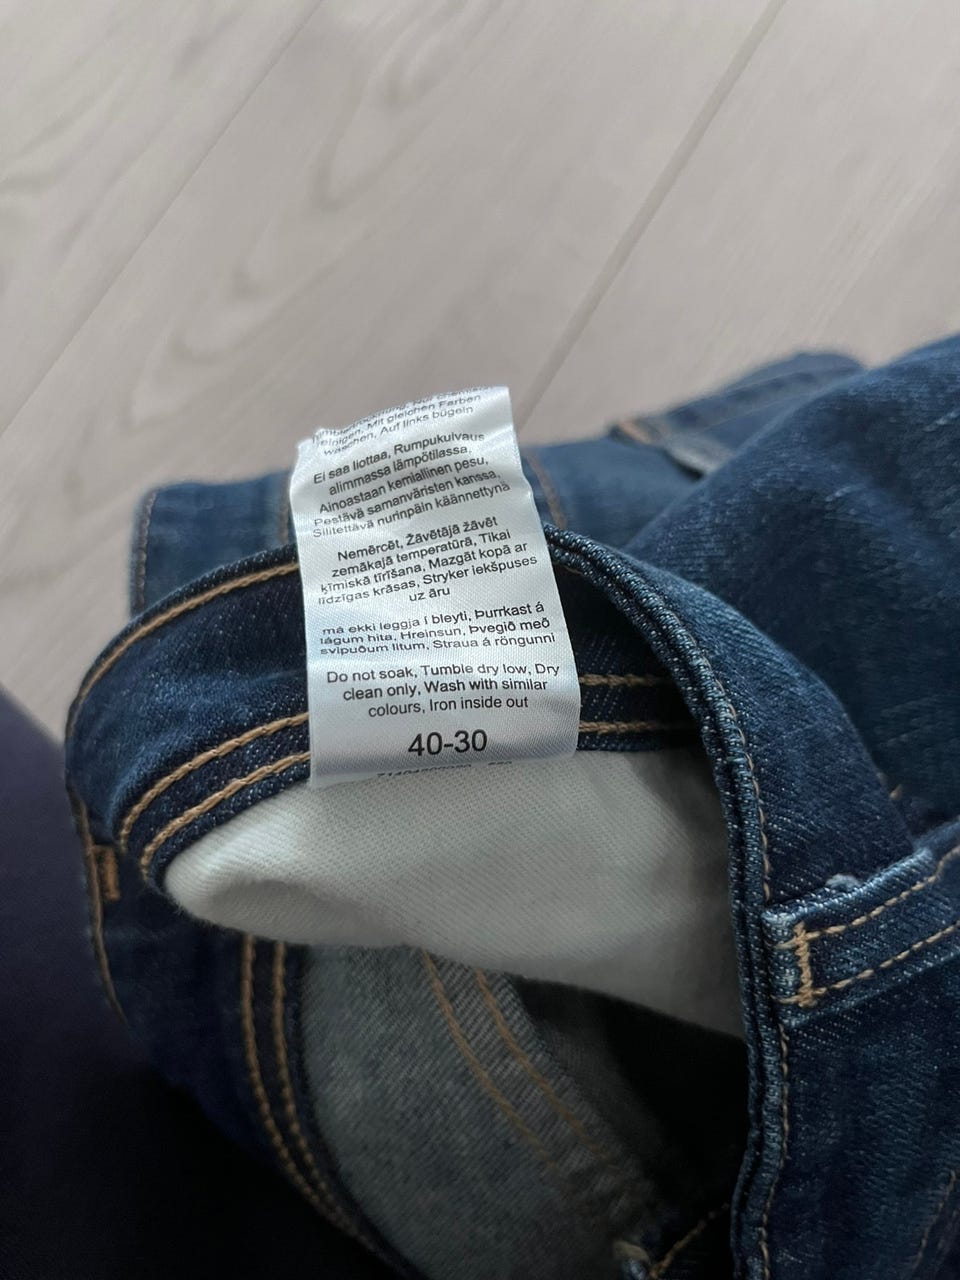 einigen, Mit gleichen Farben
waschen, Auf links bügeln
Ei saa liottaa, Rumpukuivaus
alimmassa lämpötilassa,
Ainoastaan kemiallinen pesu,
Pestävä samanväristen kanssa,
Silitettävä nurinpäin käännettynä
Nemērcēt, Žāvētājā žāvēt
zemākajā temperatūrā, Tikai
ķīmiskā tīrīšana, Mazgāt kopā ar
līdzīgas krāsas, Stryker iekšpuses
uz āru
má ekki leggja í bleyti, Þurrkast á
lágum hita, Hreinsun, Þvegið með
svipuðum litum, Straua á röngunni
Do not soak, Tumble dry low, Dry
clean only, Wash with similar
colours, Iron inside out
40-30